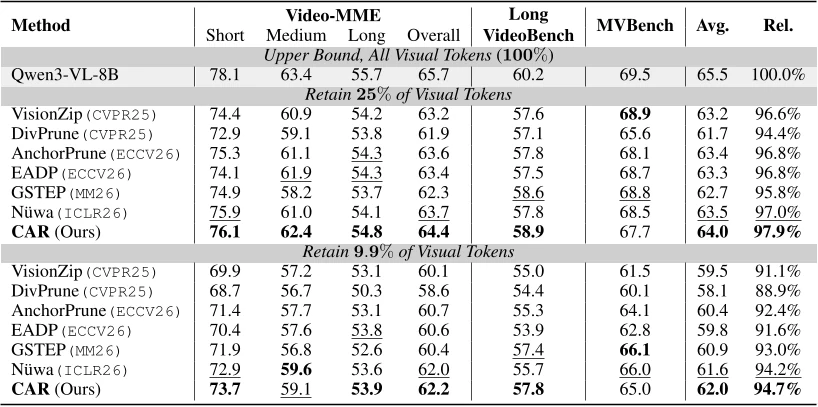 Method Video-MME Long VideoBench MVBench Avg. Rel.
Short Medium Long Overall
Upper Bound, All Visual Tokens (100%)
Qwen3-VL-8B 78.1 63.4 55.7 65.7 60.2 69.5 65.5 100.0%
Retain 25% of Visual Tokens
VisionZip (CVPR25) 74.4 60.9 54.2 63.2 57.6 68.9 63.2 96.6%
DivPrune (CVPR25) 72.9 59.1 53.8 61.9 57.1 65.6 61.7 94.4%
AnchorPrune (ECCV26) 75.3 61.1 54.3 63.6 57.8 68.1 63.4 96.8%
EADP (ECCV26) 74.1 61.9 54.3 63.4 57.5 68.7 63.3 96.8%
GSTEP (MM26) 74.9 58.2 53.7 62.3 58.6 68.8 62.7 95.8%
Nüwa (ICLR26) 75.9 61.0 54.1 63.7 57.8 68.5 63.5 97.0%
CAR (Ours) 76.1 62.4 54.8 64.4 58.9 67.7 64.0 97.9%
Retain 9.9% of Visual Tokens
VisionZip (CVPR25) 69.9 57.2 53.1 60.1 55.0 61.5 59.5 91.1%
DivPrune (CVPR25) 68.7 56.7 50.3 58.6 54.4 60.1 58.1 88.9%
AnchorPrune (ECCV26) 71.4 57.7 53.1 60.7 55.3 64.1 60.4 92.4%
EADP (ECCV26) 70.4 57.6 53.8 60.6 53.9 62.8 59.8 91.6%
GSTEP (MM26) 71.9 56.8 52.6 60.4 57.4 66.1 60.9 93.0%
Nüwa (ICLR26) 72.9 59.6 53.6 62.0 55.7 66.0 61.6 94.2%
CAR (Ours) 73.7 59.1 53.9 62.2 57.8 65.0 62.0 94.7%